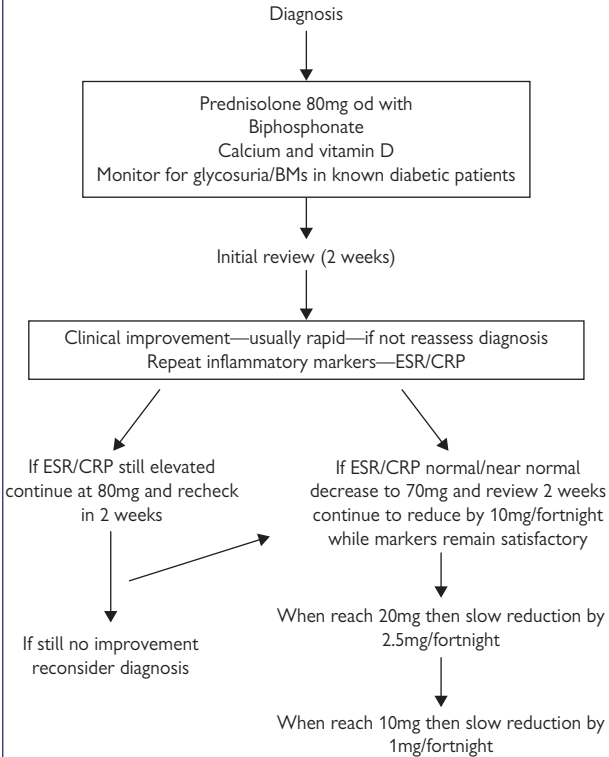 Diagnosis
Prednisolone 80mg od with
Biphosphonate
Calcium and vitamin D
Monitor for glycosuria/BMs in known diabetic patients
Initial review (2 weeks)
Clinical improvement—usually rapid—if not reassess diagnosis
Repeat inflammatory markers—ESR/CRP
If ESR/CRP still elevated
continue at 80mg and recheck
in 2 weeks
If still no improvement
reconsider diagnosis
If ESR/CRP normal/near normal
decrease to 70mg and review 2 weeks
continue to reduce by 10mg/fortnight
while markers remain satisfactory
When reach 20mg then slow reduction by
2.5mg/fortnight
When reach 10mg then slow reduction by
1mg/fortnight